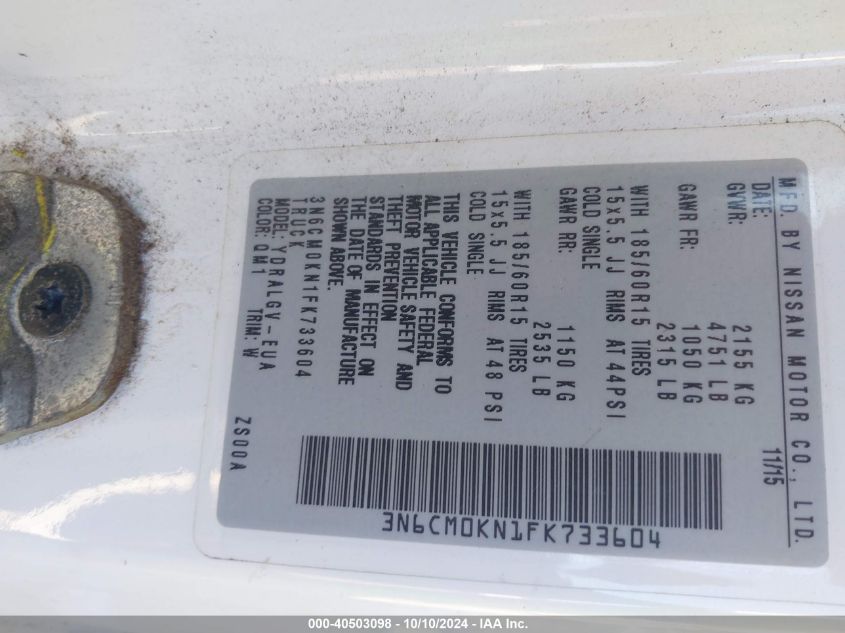 MFD. BY NISSAN MOTOR CO., LTD.
DATE: 11/15
GVWR: 2155 KG
4751 LB
GAWR FR: 1050 KG
2315 LB
WITH 185/60R15 TIRES
15x5.5 JJ RIMS AT 44PSI
COLD SINGLE
GAWR RR: 1150 KG
2535 LB
WITH 185/60R15 TIRES
15x5.5 JJ RIMS AT 48 PSI
COLD SINGLE
THIS VEHICLE CONFORMS TO
ALL APPLICABLE FEDERAL
MOTOR VEHICLE SAFETY AND
THEFT PREVENTION
STANDARDS IN EFFECT ON
THE DATE OF MANUFACTURE
SHOWN ABOVE.
3N6CM0KN1FK733604
TRUCK
MODEL: YDRALGV-EUA
COLOR: QM1 TRIM: W
ZS00A
3N6CM0KN1FK733604
000-40503098 - 10/10/2024 - IAA Inc.